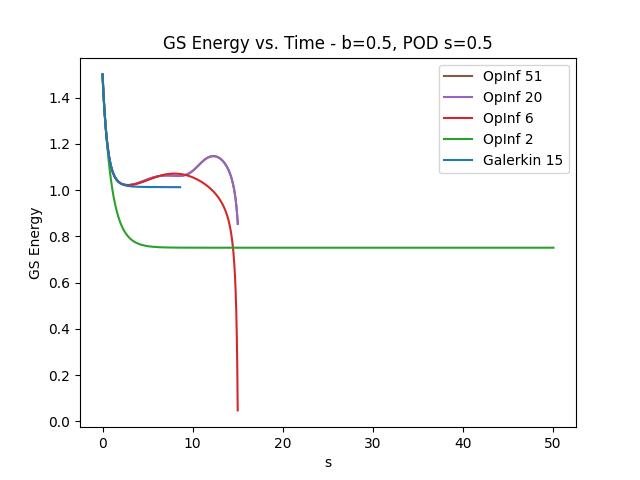 GS Energy vs. Time - b=0.5, POD s=0.5
OpInf 51
OpInf 20
OpInf 6
OpInf 2
Galerkin 15
GS Energy
1.4
1.2
1.0
0.8
0.6
0.4
0.2
0.0
0 10 20 30 40 50
s